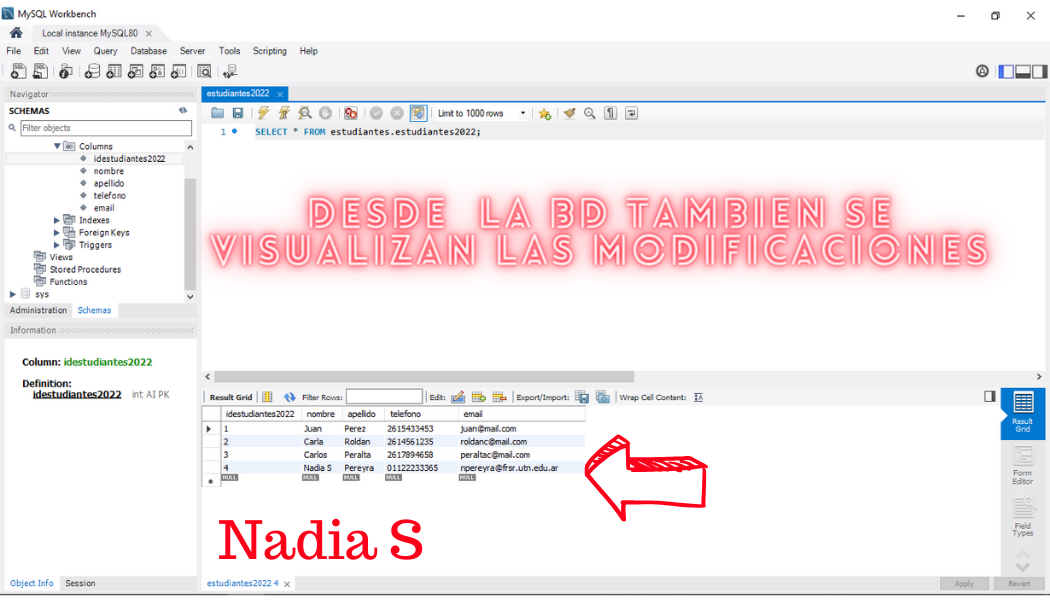 MySQL Workbench
Local instance MySQL80
File Edit View Query Database Server Tools Scripting Help
Navigator
SCHEMAS
Filter objects
Columns
idestudiantes2022
nombre
apellido
telefono
email
Indexes
Foreign Keys
Triggers
Views
Stored Procedures
Functions
sys
Administration Schemas
Information
Column: idestudiantes2022
Definition:
idestudiantes2022 int AI PK
Object Info Session
estudiantes2022
Limit to 1000 rows
1 SELECT * FROM estudiantes.estudiantes2022;
DESDE LA BD TAMBIEN SE
VISUALIZAN LAS MODIFICACIONES
Result Grid Filter Rows: Edit: Export/Import: Wrap Cell Content:
idestudiantes2022 nombre apellido telefono email
1 Juan Perez 2615433453 juan@mail.com
2 Carla Roldan 2614561235 roldanc@mail.com
3 Carlos Peralta 2617894658 peraltac@mail.com
4 Nadia S Pereyra 01122233365 npereyra@frsr.utn.edu.ar
NULL NULL NULL NULL NULL
Nadia S
Result
Grid
Form
Editor
Field
Types
estudiantes2022 4
Apply Revert